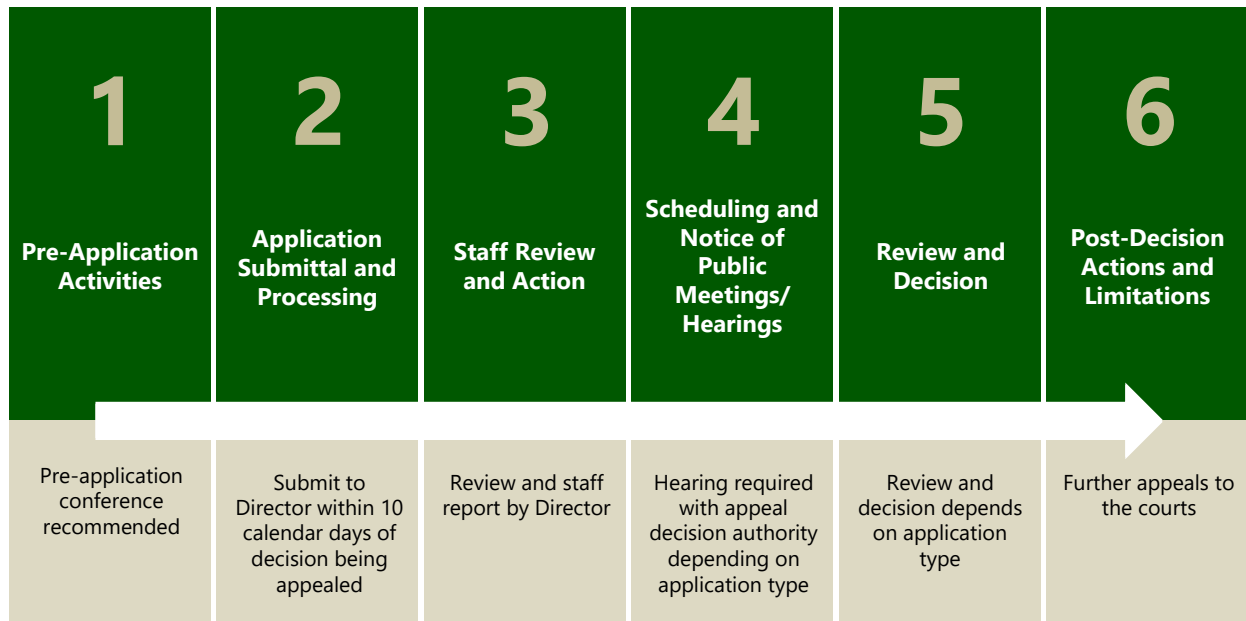 1
Pre-Application
Activities
Pre-application
conference
recommended
2
Application
Submittal and
Processing
Submit to
Director within 10
calendar days of
decision being
appealed
3
Staff Review
and Action
Review and staff
report by Director
4
Scheduling and
Notice of
Public
Meetings/
Hearings
Hearing required
with appeal
decision authority
depending on
application type
5
Review and
Decision
Review and
decision depends
on application
type
6
Post-Decision
Actions and
Limitations
Further appeals to
the courts